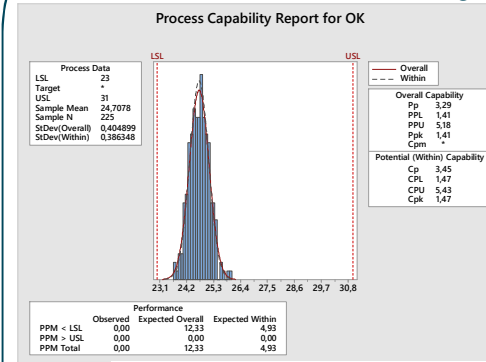 Process Capability Report for OK
LSL USL
Process Data
LSL 23
Target *
USL 31
Sample Mean 24,7078
Sample N 225
StDev(Overall) 0,404899
StDev(Within) 0,386348
Overall
Within
Overall Capability
Pp 3,29
PPL 1,41
PPU 5,18
Ppk 1,41
Cpm *
Potential (Within) Capability
Cp 3,45
CPL 1,47
CPU 5,43
Cpk 1,47
23,1 24,2 25,3 26,4 27,5 28,6 29,7 30,8
Performance
Observed Expected Overall Expected Within
PPM < LSL 0,00 12,33 4,93
PPM > USL 0,00 0,00 0,00
PPM Total 0,00 12,33 4,93